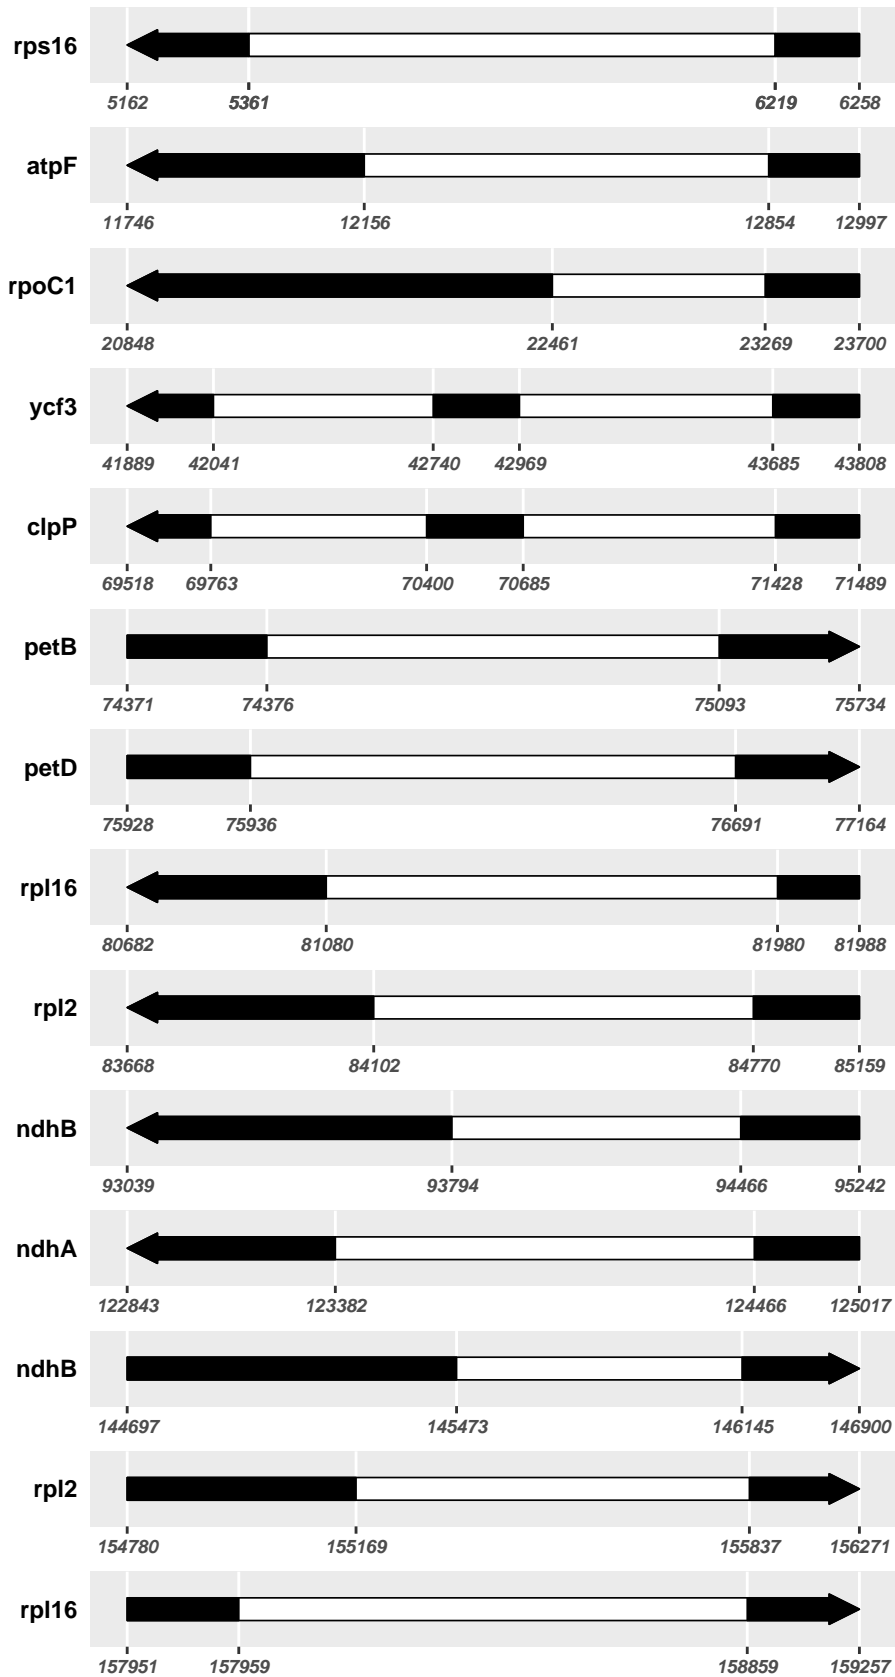 rps16
5162 5361 6219 6258
atpF
11746 12156 12854 12997
rpoC1
20848 22461 23269 23700
ycf3
41889 42041 42740 42969 43685 43808
clpP
69518 69763 70400 70685 71428 71489
petB
74371 74376 75093 75734
petD
75928 75936 76691 77164
rpl16
80682 81080 81980 81988
rpl2
83668 84102 84770 85159
ndhB
93039 93794 94466 95242
ndhA
122843 123382 124466 125017
ndhB
144697 145473 146145 146900
rpl2
154780 155169 155837 156271
rpl16
157951 157959 158859 159257